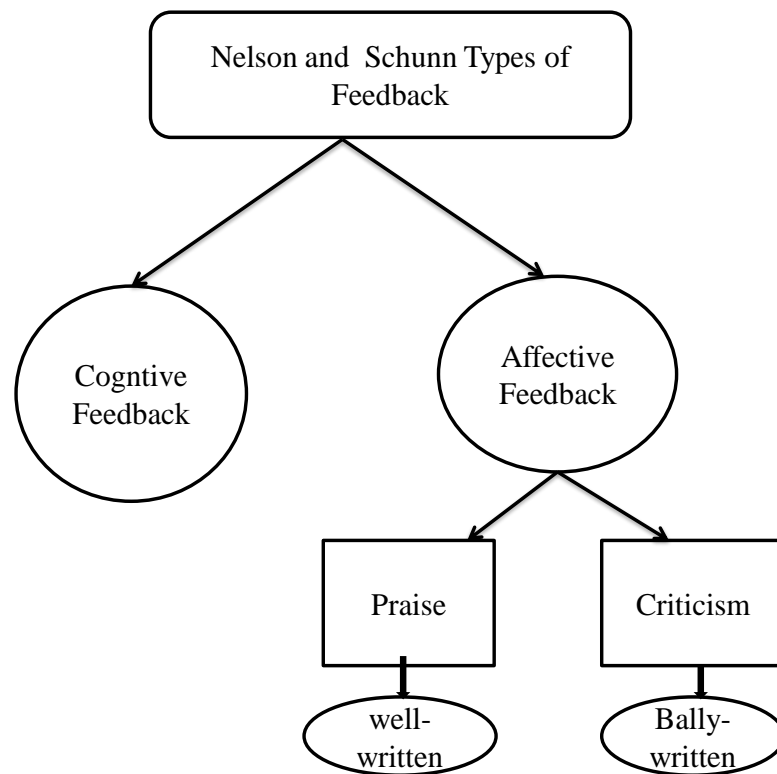 Nelson and Schunn Types of
Feedback
Cogntive
Feedback
Affective
Feedback
Praise
Criticism
well-
written
Bally-
written